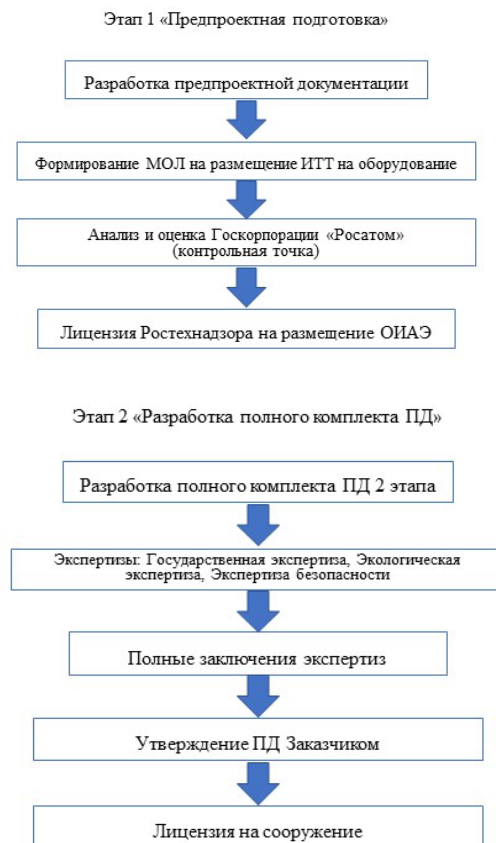 Этап 1 «Предпроектная подготовка»
Разработка предпроектной документации
Формирование МОЛ на размещение ИТТ на оборудование
Анализ и оценка Госкорпорации «Росатом»
(контрольная точка)
Лицензия Ростехнадзора на размещение ОИАЭ
Этап 2 «Разработка полного комплекта ПД»
Разработка полного комплекта ПД 2 этапа
Экспертизы: Государственная экспертиза, Экологическая
экспертиза, Экспертиза безопасности
Полные заключения экспертиз
Утверждение ПД Заказчиком
Лицензия на сооружение